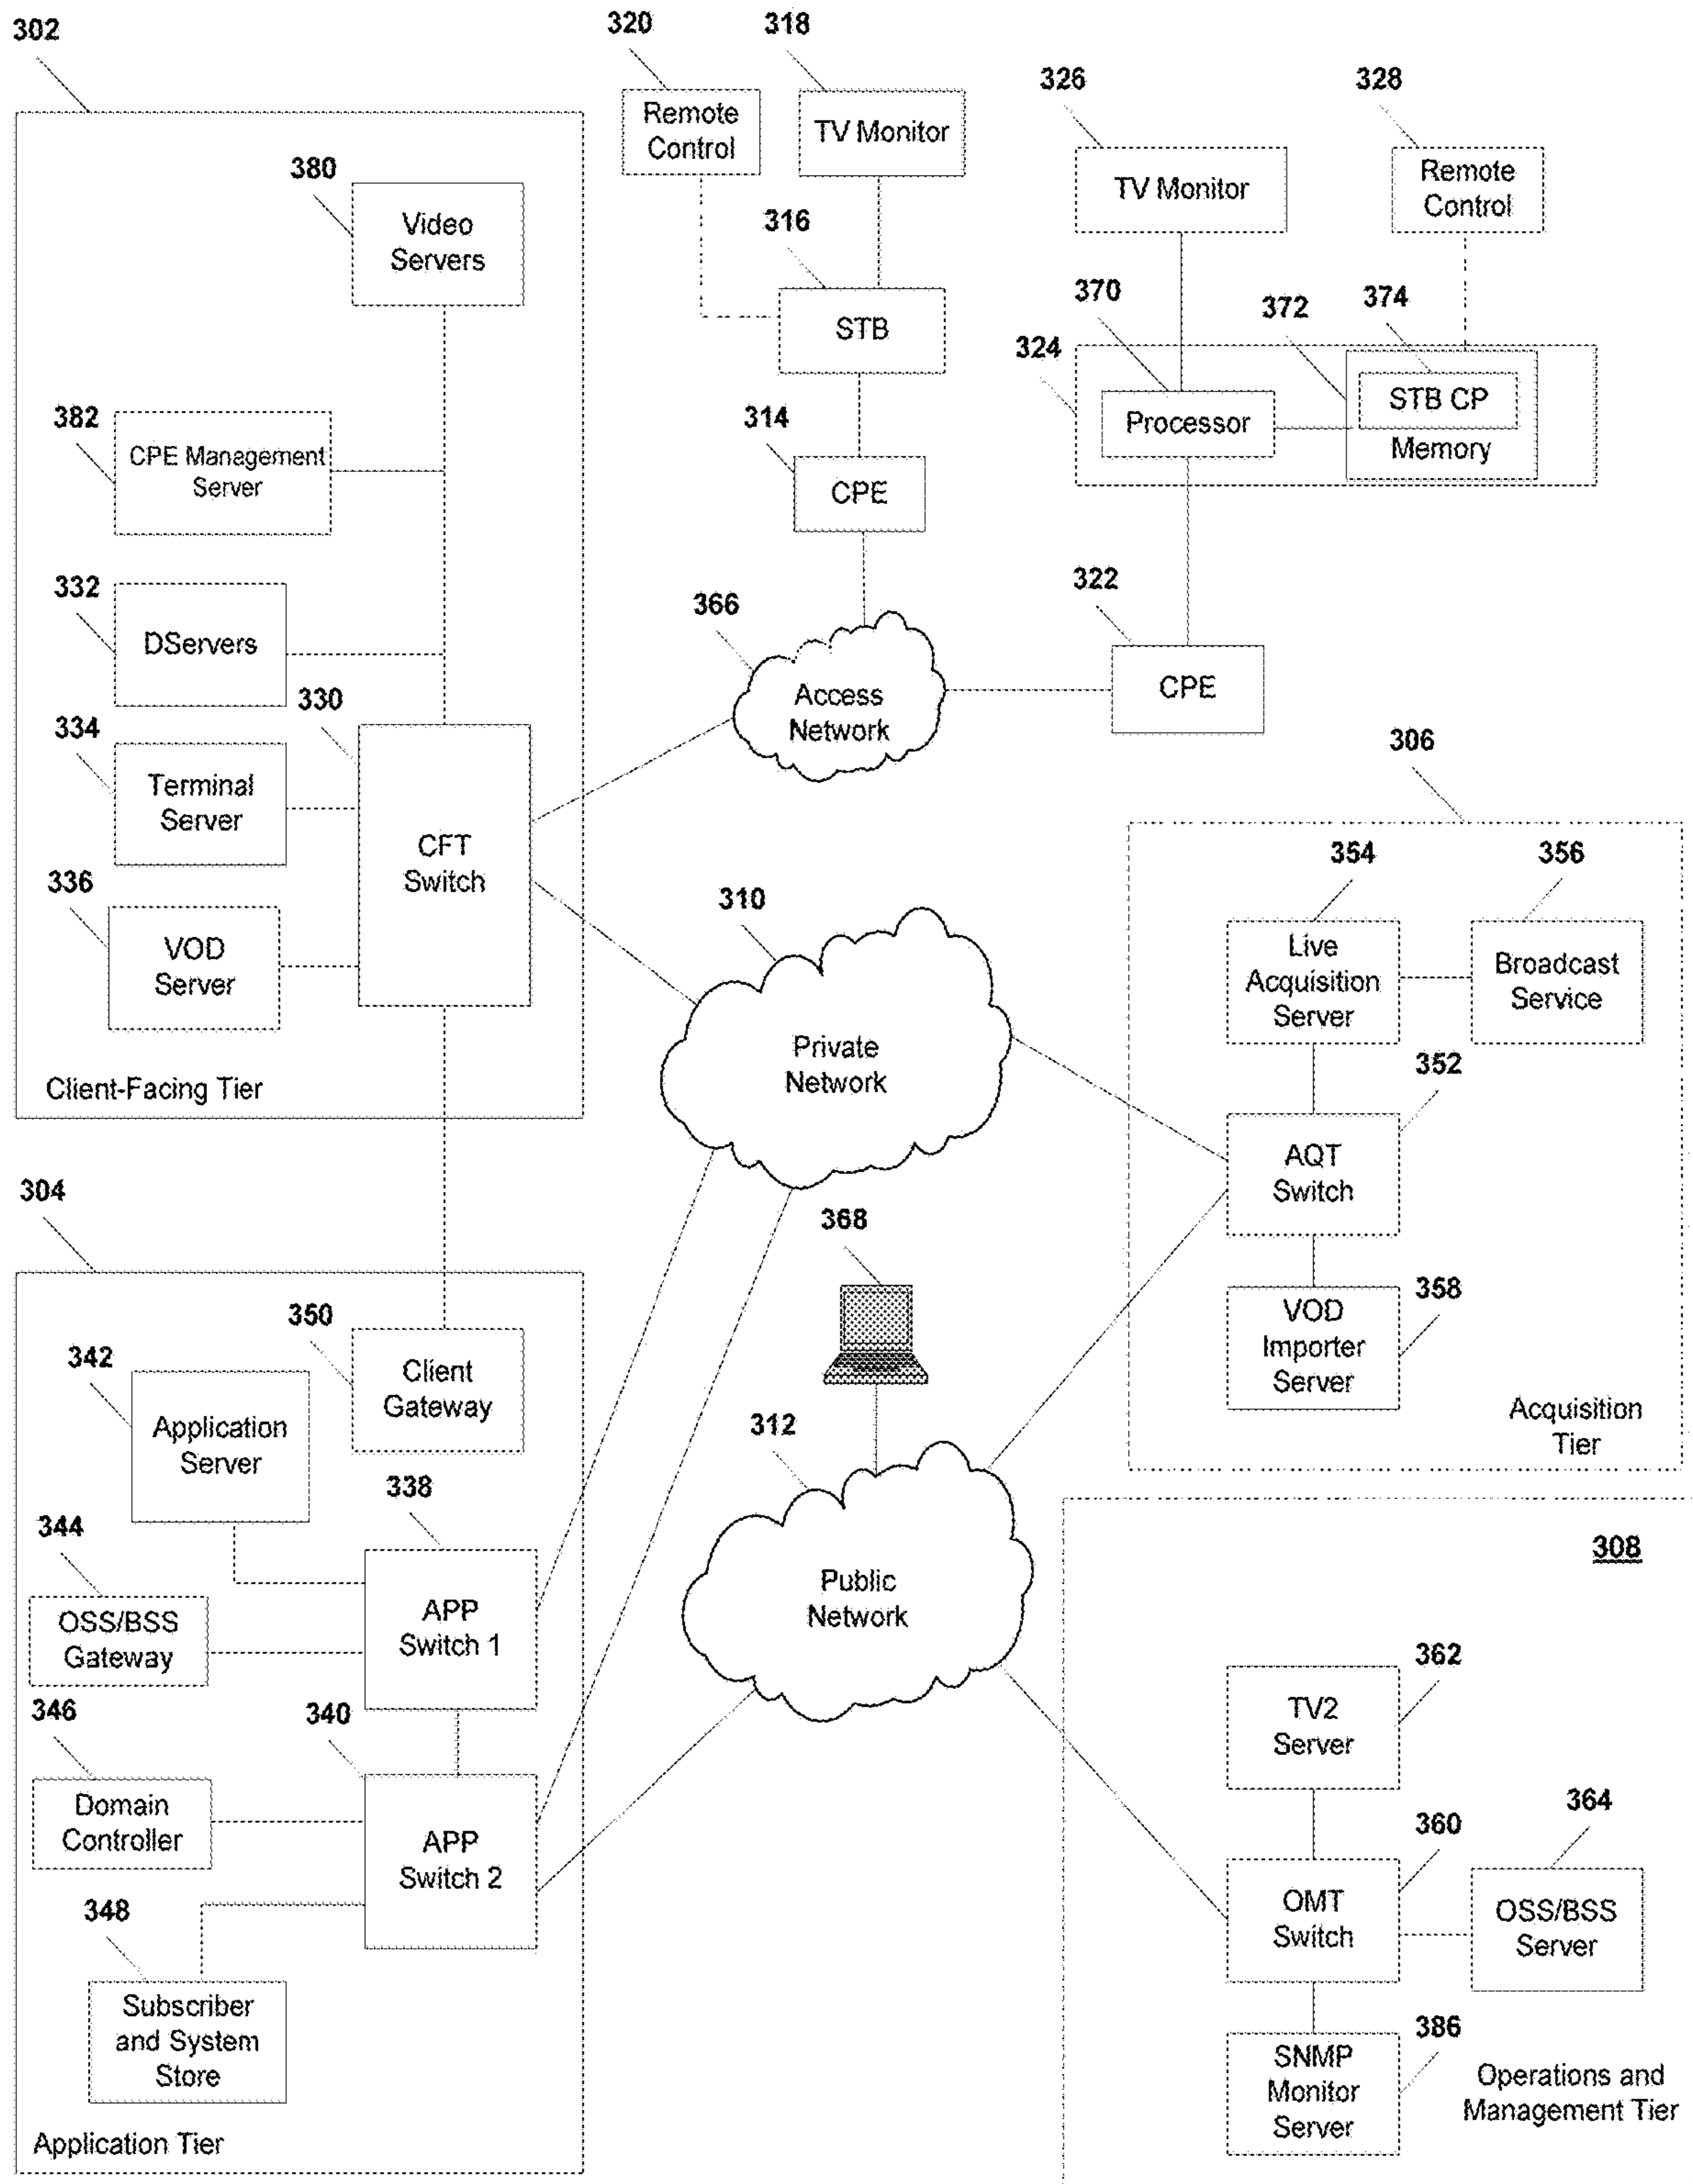 302
320
318
326
328
Remote
Control
TV Monitor
TV Monitor
Remote
Control
380
Video
Servers
316
STB
370
372
374
324
Processor
STB CP
Memory
382
CPE Management
Server
314
CPE
332
DServers
366
Access
Network
322
CPE
330
334
Terminal
Server
CFT
Switch
336
VOD
Server
Client-Facing Tier
306
310
Private
Network
354
356
Live
Acquisition
Server
Broadcast
Service
352
AQT
Switch
358
VOD
Importer
Server
Acquisition
Tier
304
368
350
Client
Gateway
342
Application
Server
312
Public
Network
338
344
OSS/BSS
Gateway
APP
Switch 1
346
340
Domain
Controller
APP
Switch 2
348
Subscriber
and System
Store
Application Tier
308
362
TV2
Server
360
364
OMT
Switch
OSS/BSS
Server
386
SNMP
Monitor
Server
Operations and
Management Tier